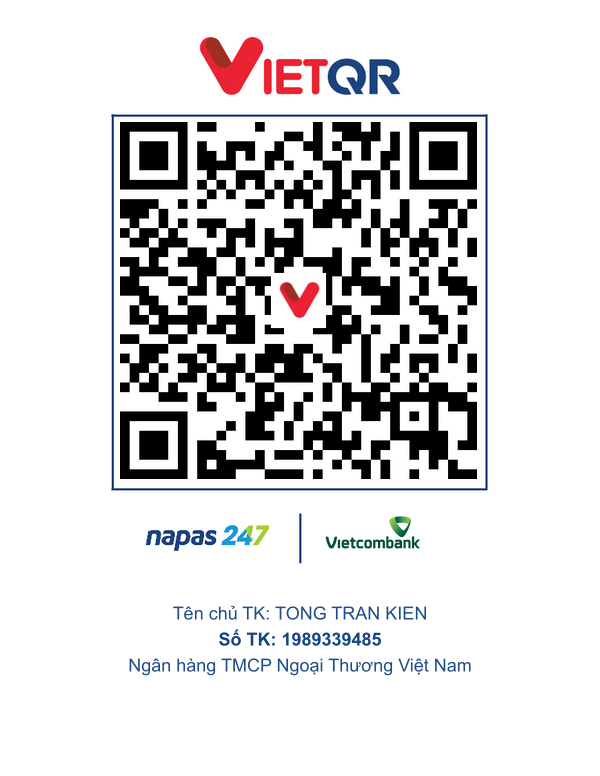 VIETQR
napas 247
Vietcombank
Tên chủ TK: TONG TRAN KIEN
Số TK: 1989339485
Ngân hàng TMCP Ngoại Thương Việt Nam